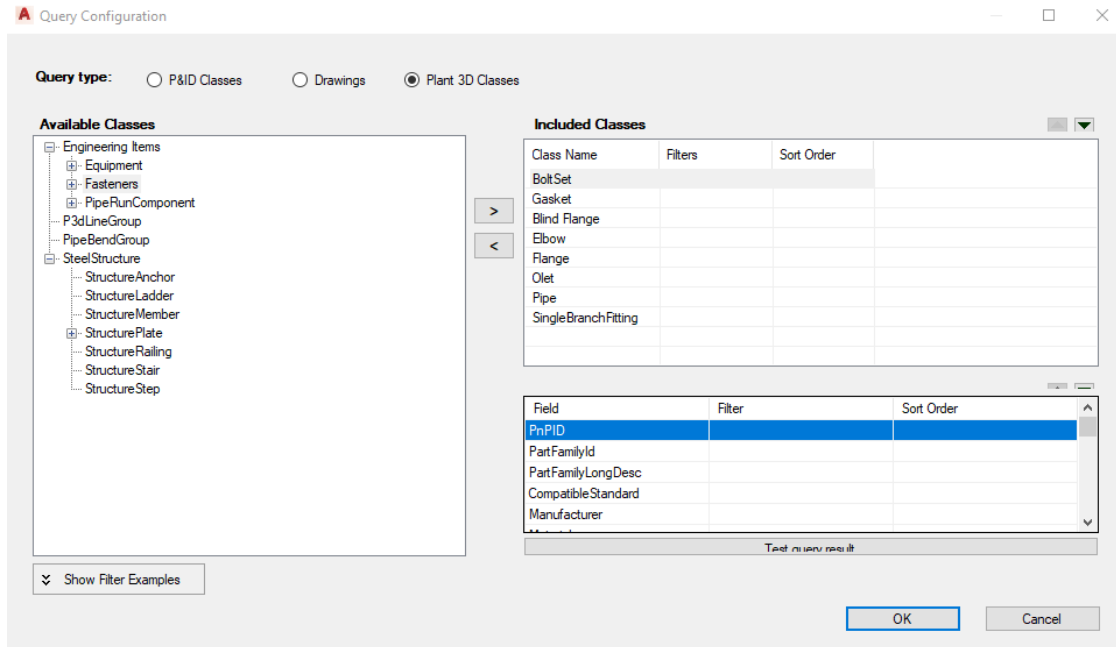 Query Configuration
Query type: P&ID Classes Drawings Plant 3D Classes
Available Classes
Engineering Items
Equipment
Fasteners
PipeRunComponent
P3dLineGroup
PipeBendGroup
SteelStructure
StructureAnchor
StructureLadder
StructureMember
StructurePlate
StructureRailing
StructureStair
StructureStep
Show Filter Examples
>
<
Included Classes
Class Name Filters Sort Order
BoltSet
Gasket
Blind Flange
Elbow
Flange
Olet
Pipe
SingleBranchFitting
Field Filter Sort Order
PnPID
PartFamilyId
PartFamilyLongDesc
CompatibleStandard
Manufacturer
Test query result
OK Cancel